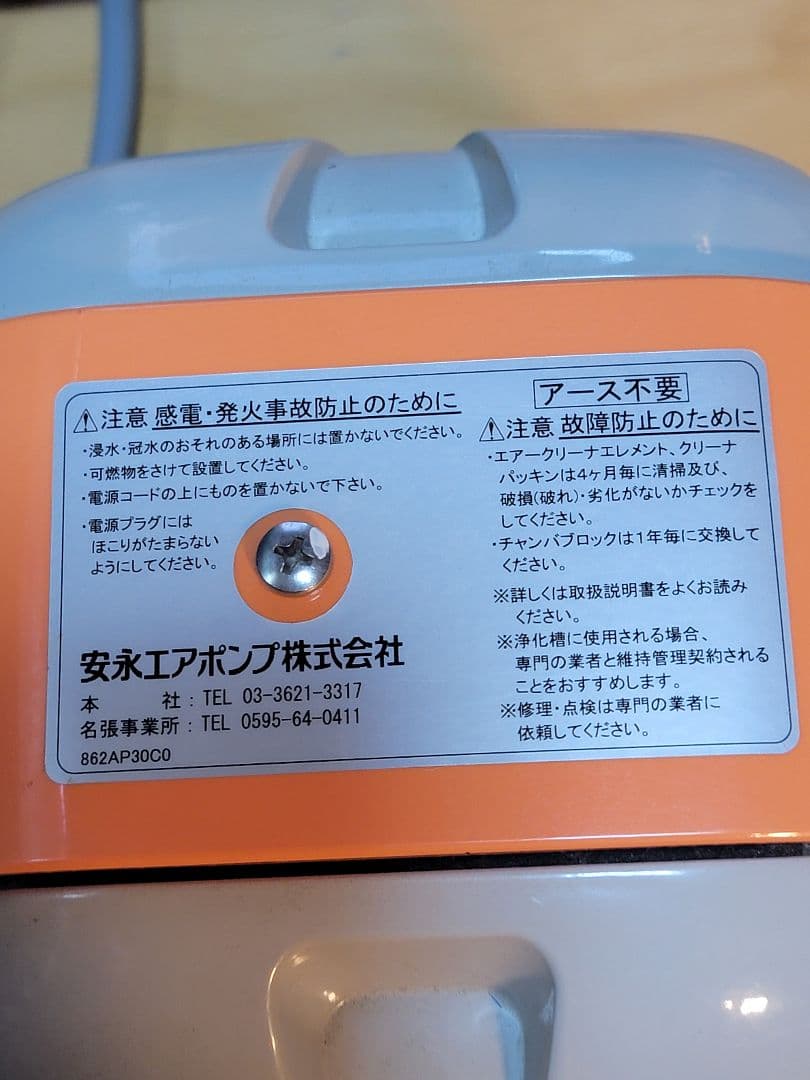 注意 感電・発火事故防止のために
・浸水・冠水のおそれのある場所には置かないでください。
・可燃物をさけて設置してください。
・電源コードの上にものを置かないで下さい。
・電源プラグには
ほこりがたまらない
ようにしてください。
安永エアポンプ株式会社
本　　社:TEL 03-3621-3317
名張事業所:TEL 0595-64-0411
862AP30C0
アース不要
注意 故障防止のために
・エアークリーナエレメント、クリーナ
パッキンは4ヶ月毎に清掃及び、
破損(破れ)・劣化がないかチェックを
してください。
・チャンバブロックは1年毎に交換して
ください。
※詳しくは取扱説明書をよくお読み
ください。
※浄化槽に使用される場合、
専門の業者と維持管理契約される
ことをおすすめします。
※修理・点検は専門の業者に
依頼してください。